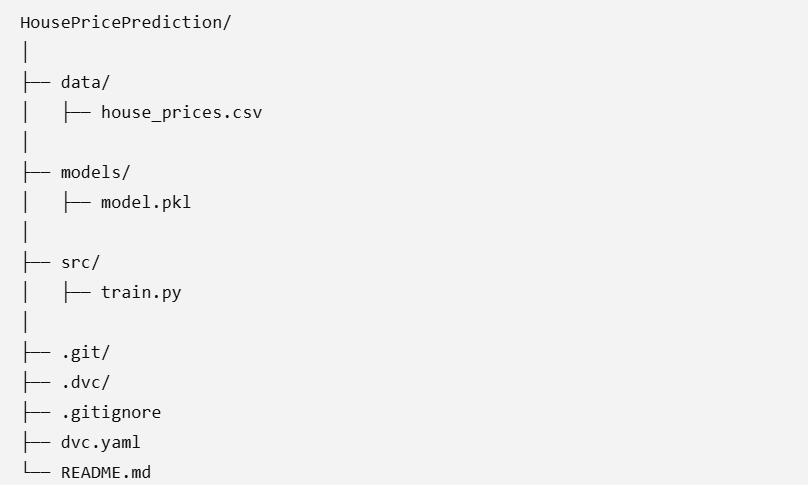 HousePricePrediction/
│
├── data/
│   ├── house_prices.csv
│
├── models/
│   ├── model.pkl
│
├── src/
│   ├── train.py
│
├── .git/
├── .dvc/
├── .gitignore
├── dvc.yaml
└── README.md